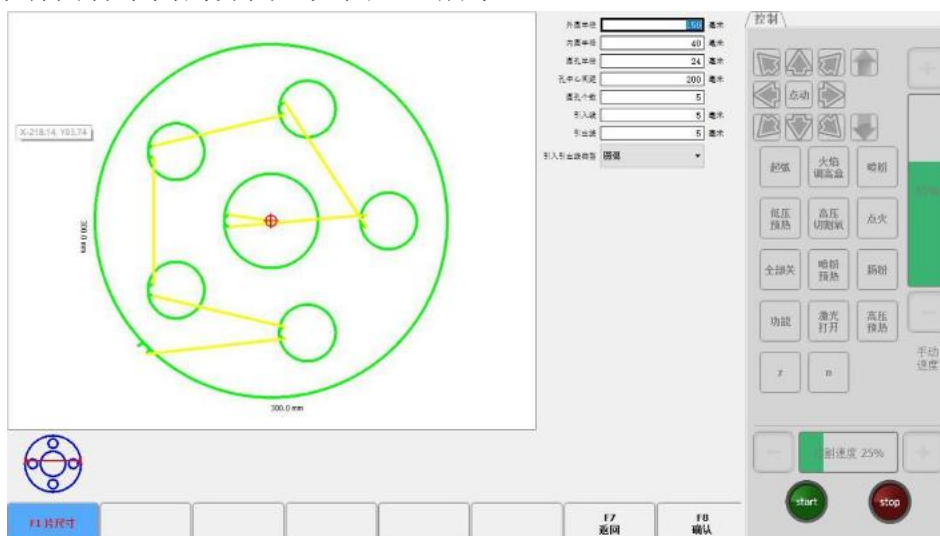 外圆半径 150 毫米
内圆半径 40 毫米
圆孔半径 24 毫米
孔中心间距 200 毫米
圆孔个数 5
引入线 5 毫米
引出线 5 毫米
引入引出线类型 圆弧
X-218.14, Y93.74
300.0 mm
300.0 mm
控制
点动
起弧 火焰调高盒 喷粉
低压预热 高压切割氧 点火
全部关 喷粉预热
功能 激光打开 高压预热
手动速度
切割速度 25%
start stop
F1 片尺寸
F7 返回
F8 确认